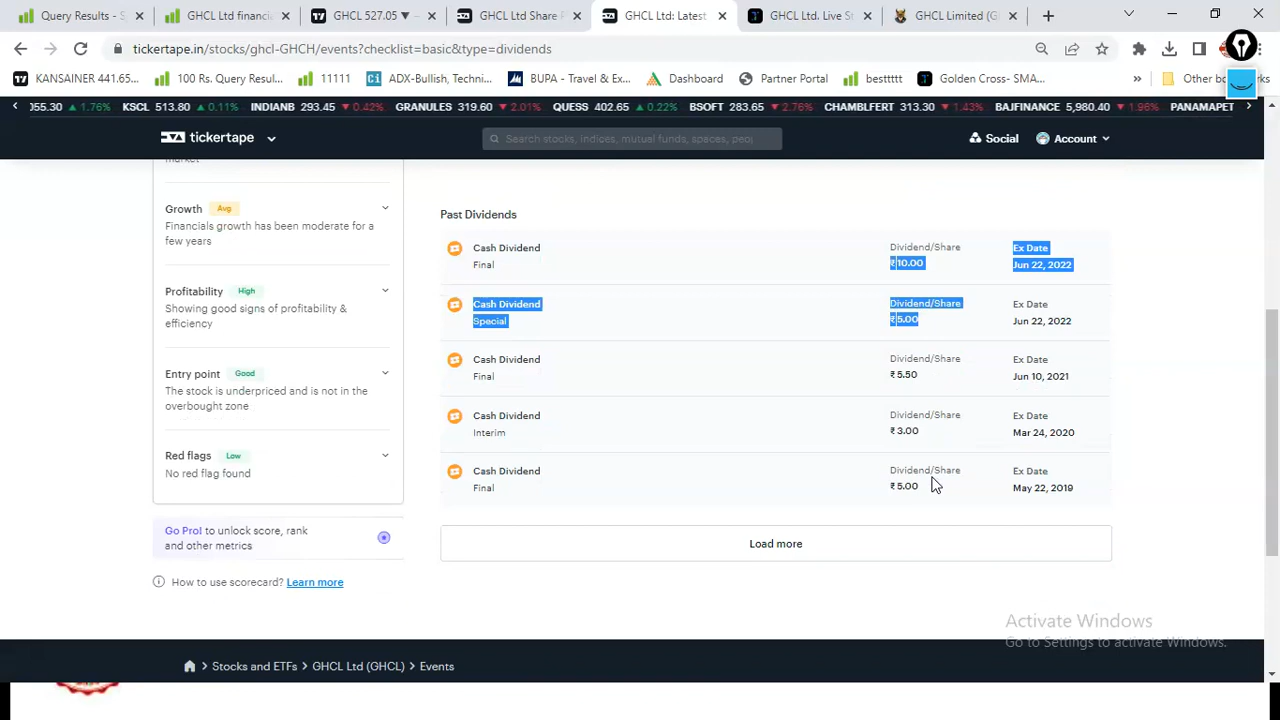 Query Results - S
GHCL Ltd financi
GHCL 527.05 ▼
GHCL Ltd Share P
GHCL Ltd: Latest
GHCL Ltd. Live St
GHCL Limited (G
tickertape.in/stocks/ghcl-GHCH/events?checklist=basic&type=dividends
KANSAINER 441.65...
100 Rs. Query Resul...
11111
ADX-Bullish, Techni...
BUPA - Travel & Exp...
Dashboard
Partner Portal
besttttt
Golden Cross- SMA...
»
Other bo
55.30 ▲ 1.76% KSCL 513.80 ▲ 0.11% INDIANB 293.45 ▼ 0.42% GRANULES 319.60 ▼ 2.01% QUESS 402.65 ▲ 0.22% BSOFT 283.65 ▼ 2.76% CHAMBLFERT 313.30 ▼ 1.43% BAJFINANCE 5,980.40 ▼ 1.96% PANAMAPET
tickertape
Search stocks, indices, mutual funds, spaces, peo
Social
Account
market
Growth Avg
Financials growth has been moderate for a
few years
Profitability High
Showing good signs of profitability &
efficiency
Entry point Good
The stock is underpriced and is not in the
overbought zone
Red flags Low
No red flag found
Go Pro! to unlock score, rank
and other metrics
How to use scorecard? Learn more
Past Dividends
Cash Dividend Dividend/Share Ex Date
Final ₹ 10.00 Jun 22, 2022
Cash Dividend Dividend/Share Ex Date
Special ₹ 5.00 Jun 22, 2022
Cash Dividend Dividend/Share Ex Date
Final ₹ 5.50 Jun 10, 2021
Cash Dividend Dividend/Share Ex Date
Interim ₹ 3.00 Mar 24, 2020
Cash Dividend Dividend/Share Ex Date
Final ₹ 5.00 May 22, 2019
Load more
Activate Windows
Go to Settings to activate Windows.
Stocks and ETFs > GHCL Ltd (GHCL) > Events